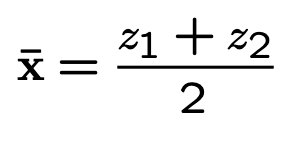 x̄ = (z₁ + z₂) / 2